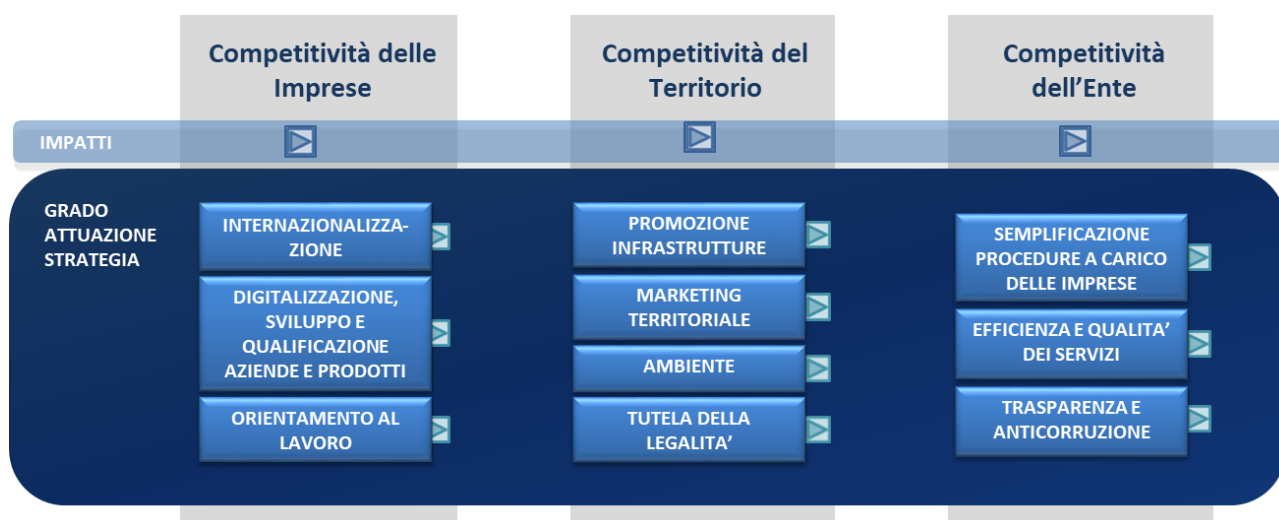 Competitività delle
Imprese
Competitività del
Territorio
Competitività
dell’Ente
IMPATTI
GRADO
ATTUAZIONE
STRATEGIA
INTERNAZIONALIZZA-
ZIONE
DIGITALIZZAZIONE,
SVILUPPO E
QUALIFICAZIONE
AZIENDE E PRODOTTI
ORIENTAMENTO AL
LAVORO
PROMOZIONE
INFRASTRUTTURE
MARKETING
TERRITORIALE
AMBIENTE
TUTELA DELLA
LEGALITA’
SEMPLIFICAZIONE
PROCEDURE A CARICO
DELLE IMPRESE
EFFICIENZA E QUALITA’
DEI SERVIZI
TRASPARENZA E
ANTICORRUZIONE